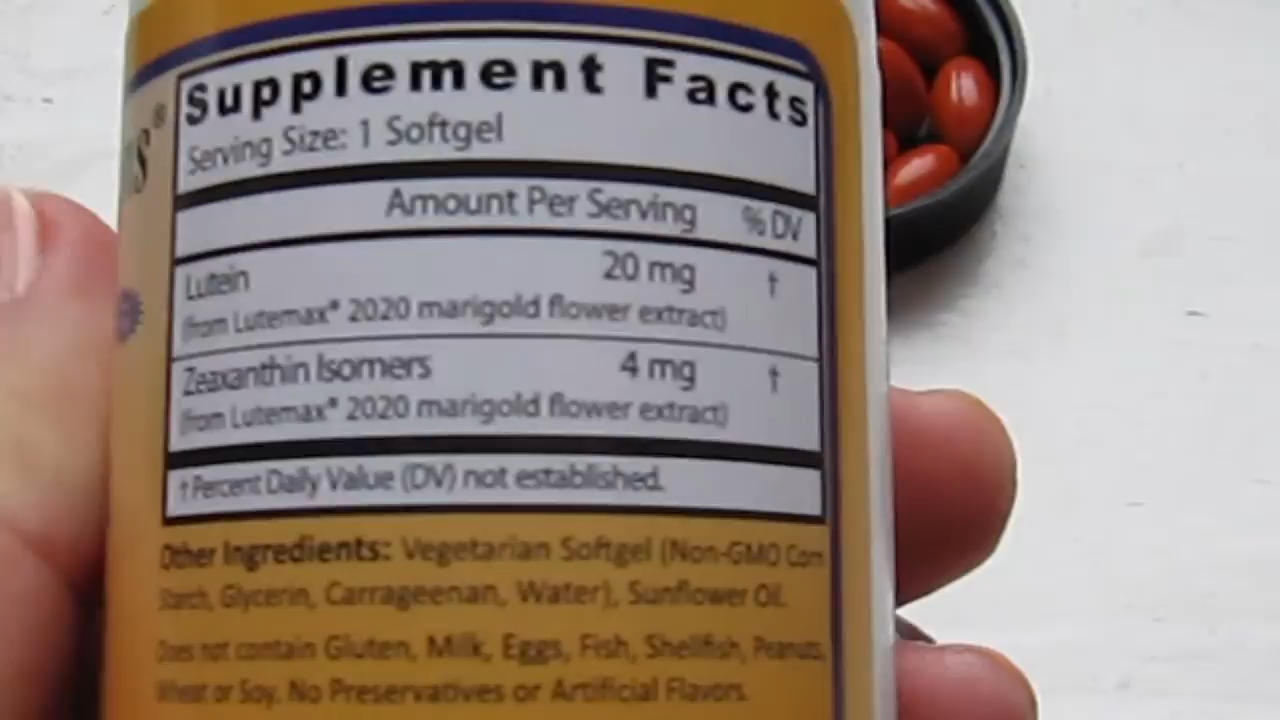 Supplement Facts
Serving Size: 1 Softgel
Amount Per Serving % DV
Lutein 20 mg †
(from Lutemax® 2020 marigold flower extract)
Zeaxanthin Isomers 4 mg †
(from Lutemax® 2020 marigold flower extract)
† Percent Daily Value (DV) not established.
Other Ingredients: Vegetarian Softgel (Non-GMO Corn
Starch, Glycerin, Carrageenan, Water), Sunflower Oil.
Does not contain Gluten, Milk, Eggs, Fish, Shellfish, Peanuts,
Wheat or Soy. No Preservatives or Artificial Flavors.